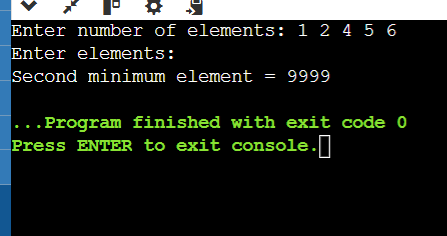 Enter number of elements: 1 2 4 5 6
Enter elements:
Second minimum element = 9999
...Program finished with exit code 0
Press ENTER to exit console.